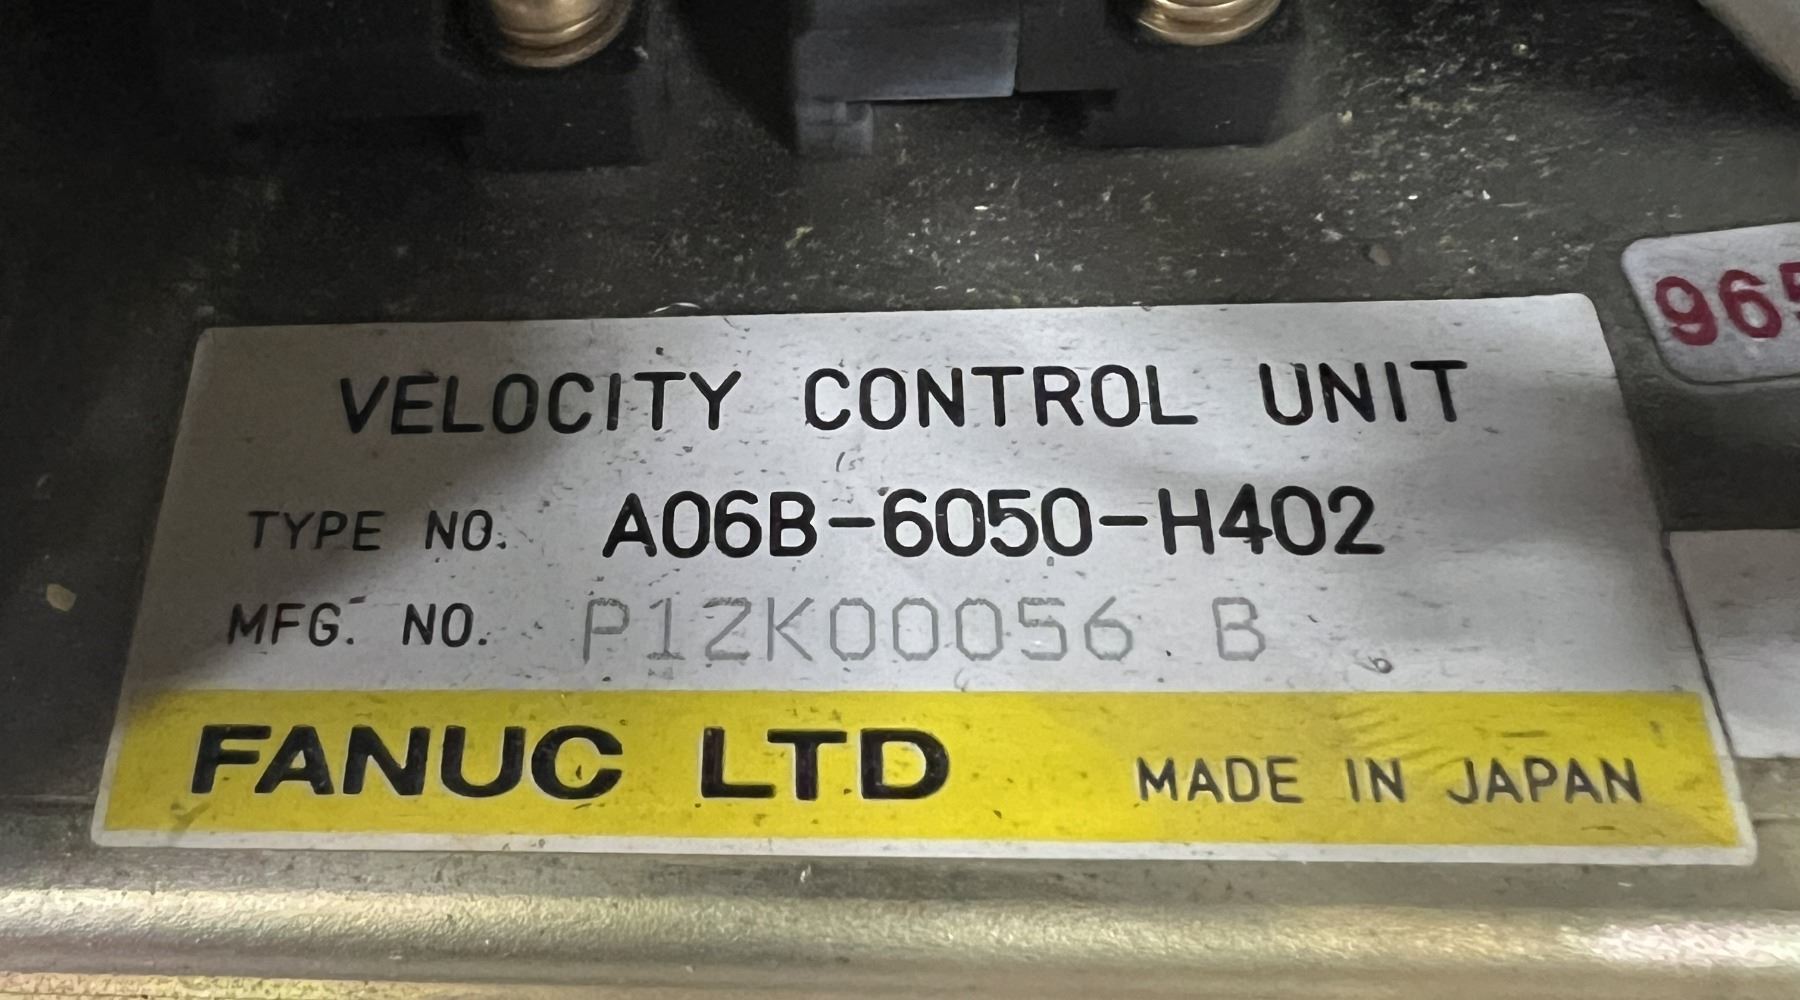 VELOCITY CONTROL UNIT
TYPE NO. A06B-6050-H402
MFG. NO. P12K00056 B
FANUC LTD MADE IN JAPAN